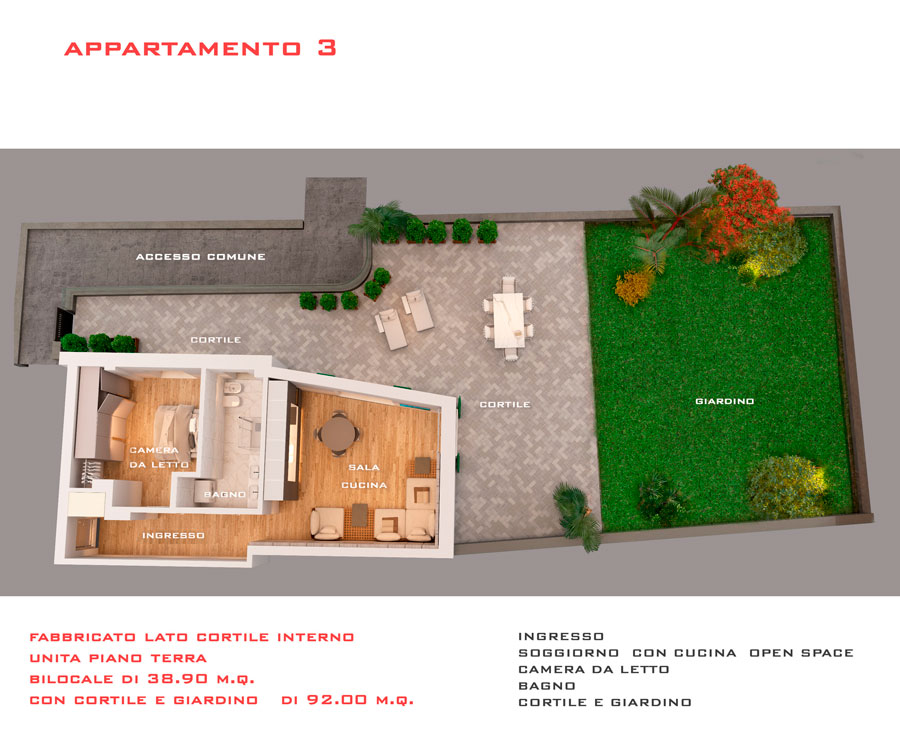 APPARTAMENTO 3
ACCESSO COMUNE
CORTILE
CORTILE
GIARDINO
CAMERA
DA LETTO
SALA
CUCINA
BAGNO
INGRESSO
FABBRICATO LATO CORTILE INTERNO
UNITA PIANO TERRA
BILOCALE DI 38.90 M.Q.
CON CORTILE E GIARDINO DI 92.00 M.Q.
INGRESSO
SOGGIORNO CON CUCINA OPEN SPACE
CAMERA DA LETTO
BAGNO
CORTILE E GIARDINO